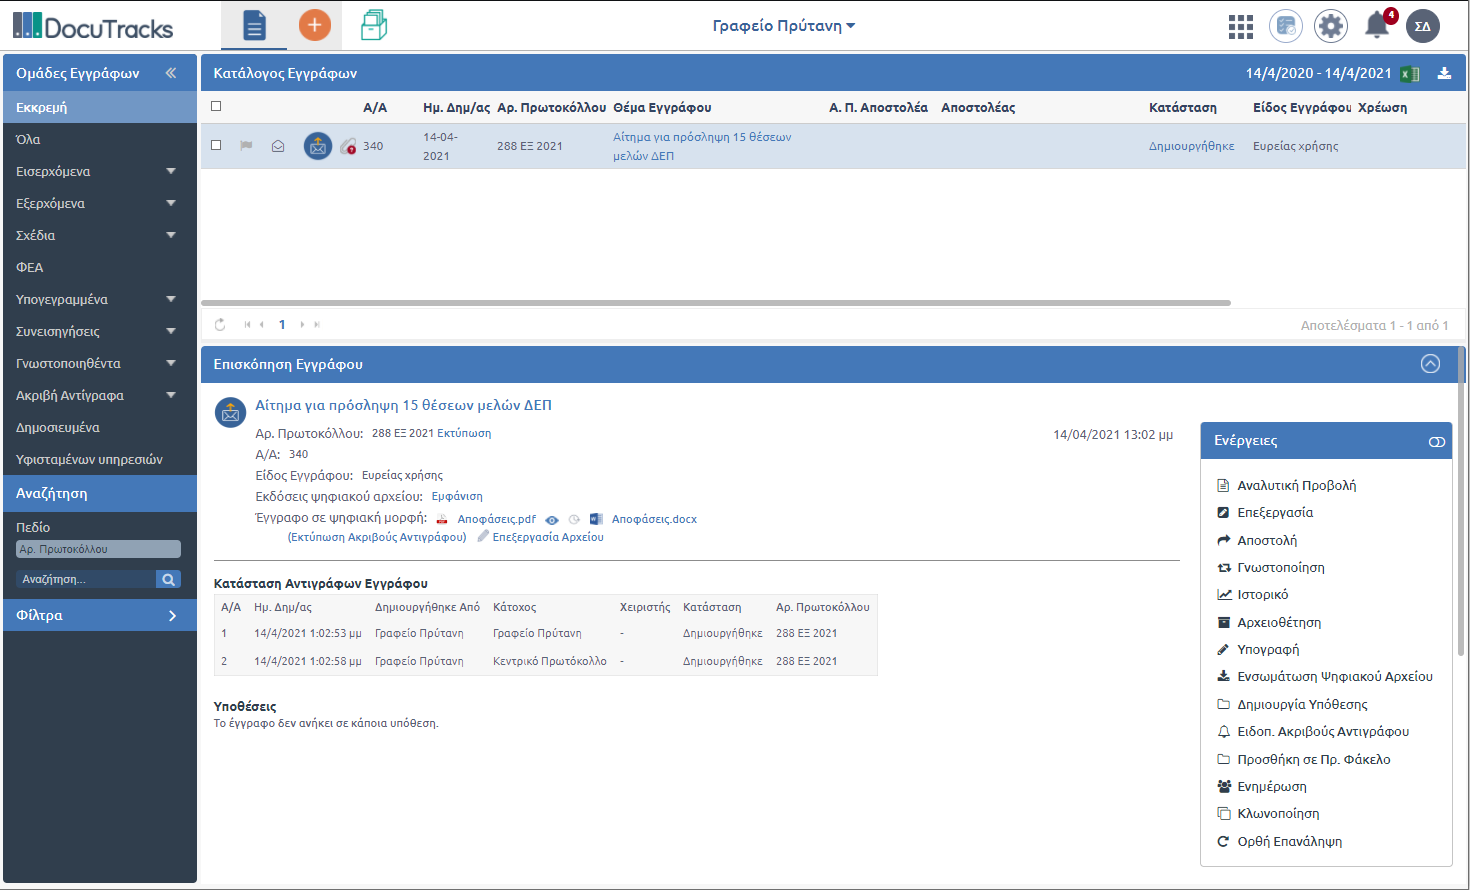 DocuTracks
Γραφείο Πρύτανη
4
ΣΔ
Ομάδες Εγγράφων
Εκκρεμή
Όλα
Εισερχόμενα
Εξερχόμενα
Σχέδια
ΦΕΑ
Υπογεγραμμένα
Συνεισηγήσεις
Γνωστοποιηθέντα
Ακριβή Αντίγραφα
Δημοσιευμένα
Υφισταμένων υπηρεσιών
Αναζήτηση
Πεδίο
Αρ. Πρωτοκόλλου
Αναζήτηση...
Φίλτρα
Κατάλογος Εγγράφων 14/4/2020 - 14/4/2021
Α/Α Ημ. Δημ/ας Αρ. Πρωτοκόλλου Θέμα Εγγράφου Α. Π. Αποστολέα Αποστολέας Κατάσταση Είδος Εγγράφου Χρέωση
340 14-04-2021 288 ΕΞ 2021 Αίτημα για πρόσληψη 15 θέσεων μελών ΔΕΠ Δημιουργήθηκε Ευρείας χρήσης
1
Αποτελέσματα 1 - 1 από 1
Επισκόπηση Εγγράφου
Αίτημα για πρόσληψη 15 θέσεων μελών ΔΕΠ
Αρ. Πρωτοκόλλου: 288 ΕΞ 2021 Εκτύπωση 14/04/2021 13:02 μμ
Α/Α: 340
Είδος Εγγράφου: Ευρείας χρήσης
Εκδόσεις ψηφιακού αρχείου: Εμφάνιση
Έγγραφο σε ψηφιακή μορφή: Αποφάσεις.pdf Αποφάσεις.docx
(Εκτύπωση Ακριβούς Αντιγράφου) Επεξεργασία Αρχείου
Κατάσταση Αντιγράφων Εγγράφου
Α/Α Ημ. Δημ/ας Δημιουργήθηκε Από Κάτοχος Χειριστής Κατάσταση Αρ. Πρωτοκόλλου
1 14/4/2021 1:02:53 μμ Γραφείο Πρύτανη Γραφείο Πρύτανη - Δημιουργήθηκε 288 ΕΞ 2021
2 14/4/2021 1:02:58 μμ Γραφείο Πρύτανη Κεντρικό Πρωτόκολλο - Δημιουργήθηκε 288 ΕΞ 2021
Υποθέσεις
Το έγγραφο δεν ανήκει σε κάποια υπόθεση.
Ενέργειες
Αναλυτική Προβολή
Επεξεργασία
Αποστολή
Γνωστοποίηση
Ιστορικό
Αρχειοθέτηση
Υπογραφή
Ενσωμάτωση Ψηφιακού Αρχείου
Δημιουργία Υπόθεσης
Ειδοπ. Ακριβούς Αντιγράφου
Προσθήκη σε Πρ. Φάκελο
Ενημέρωση
Κλωνοποίηση
Ορθή Επανάληψη